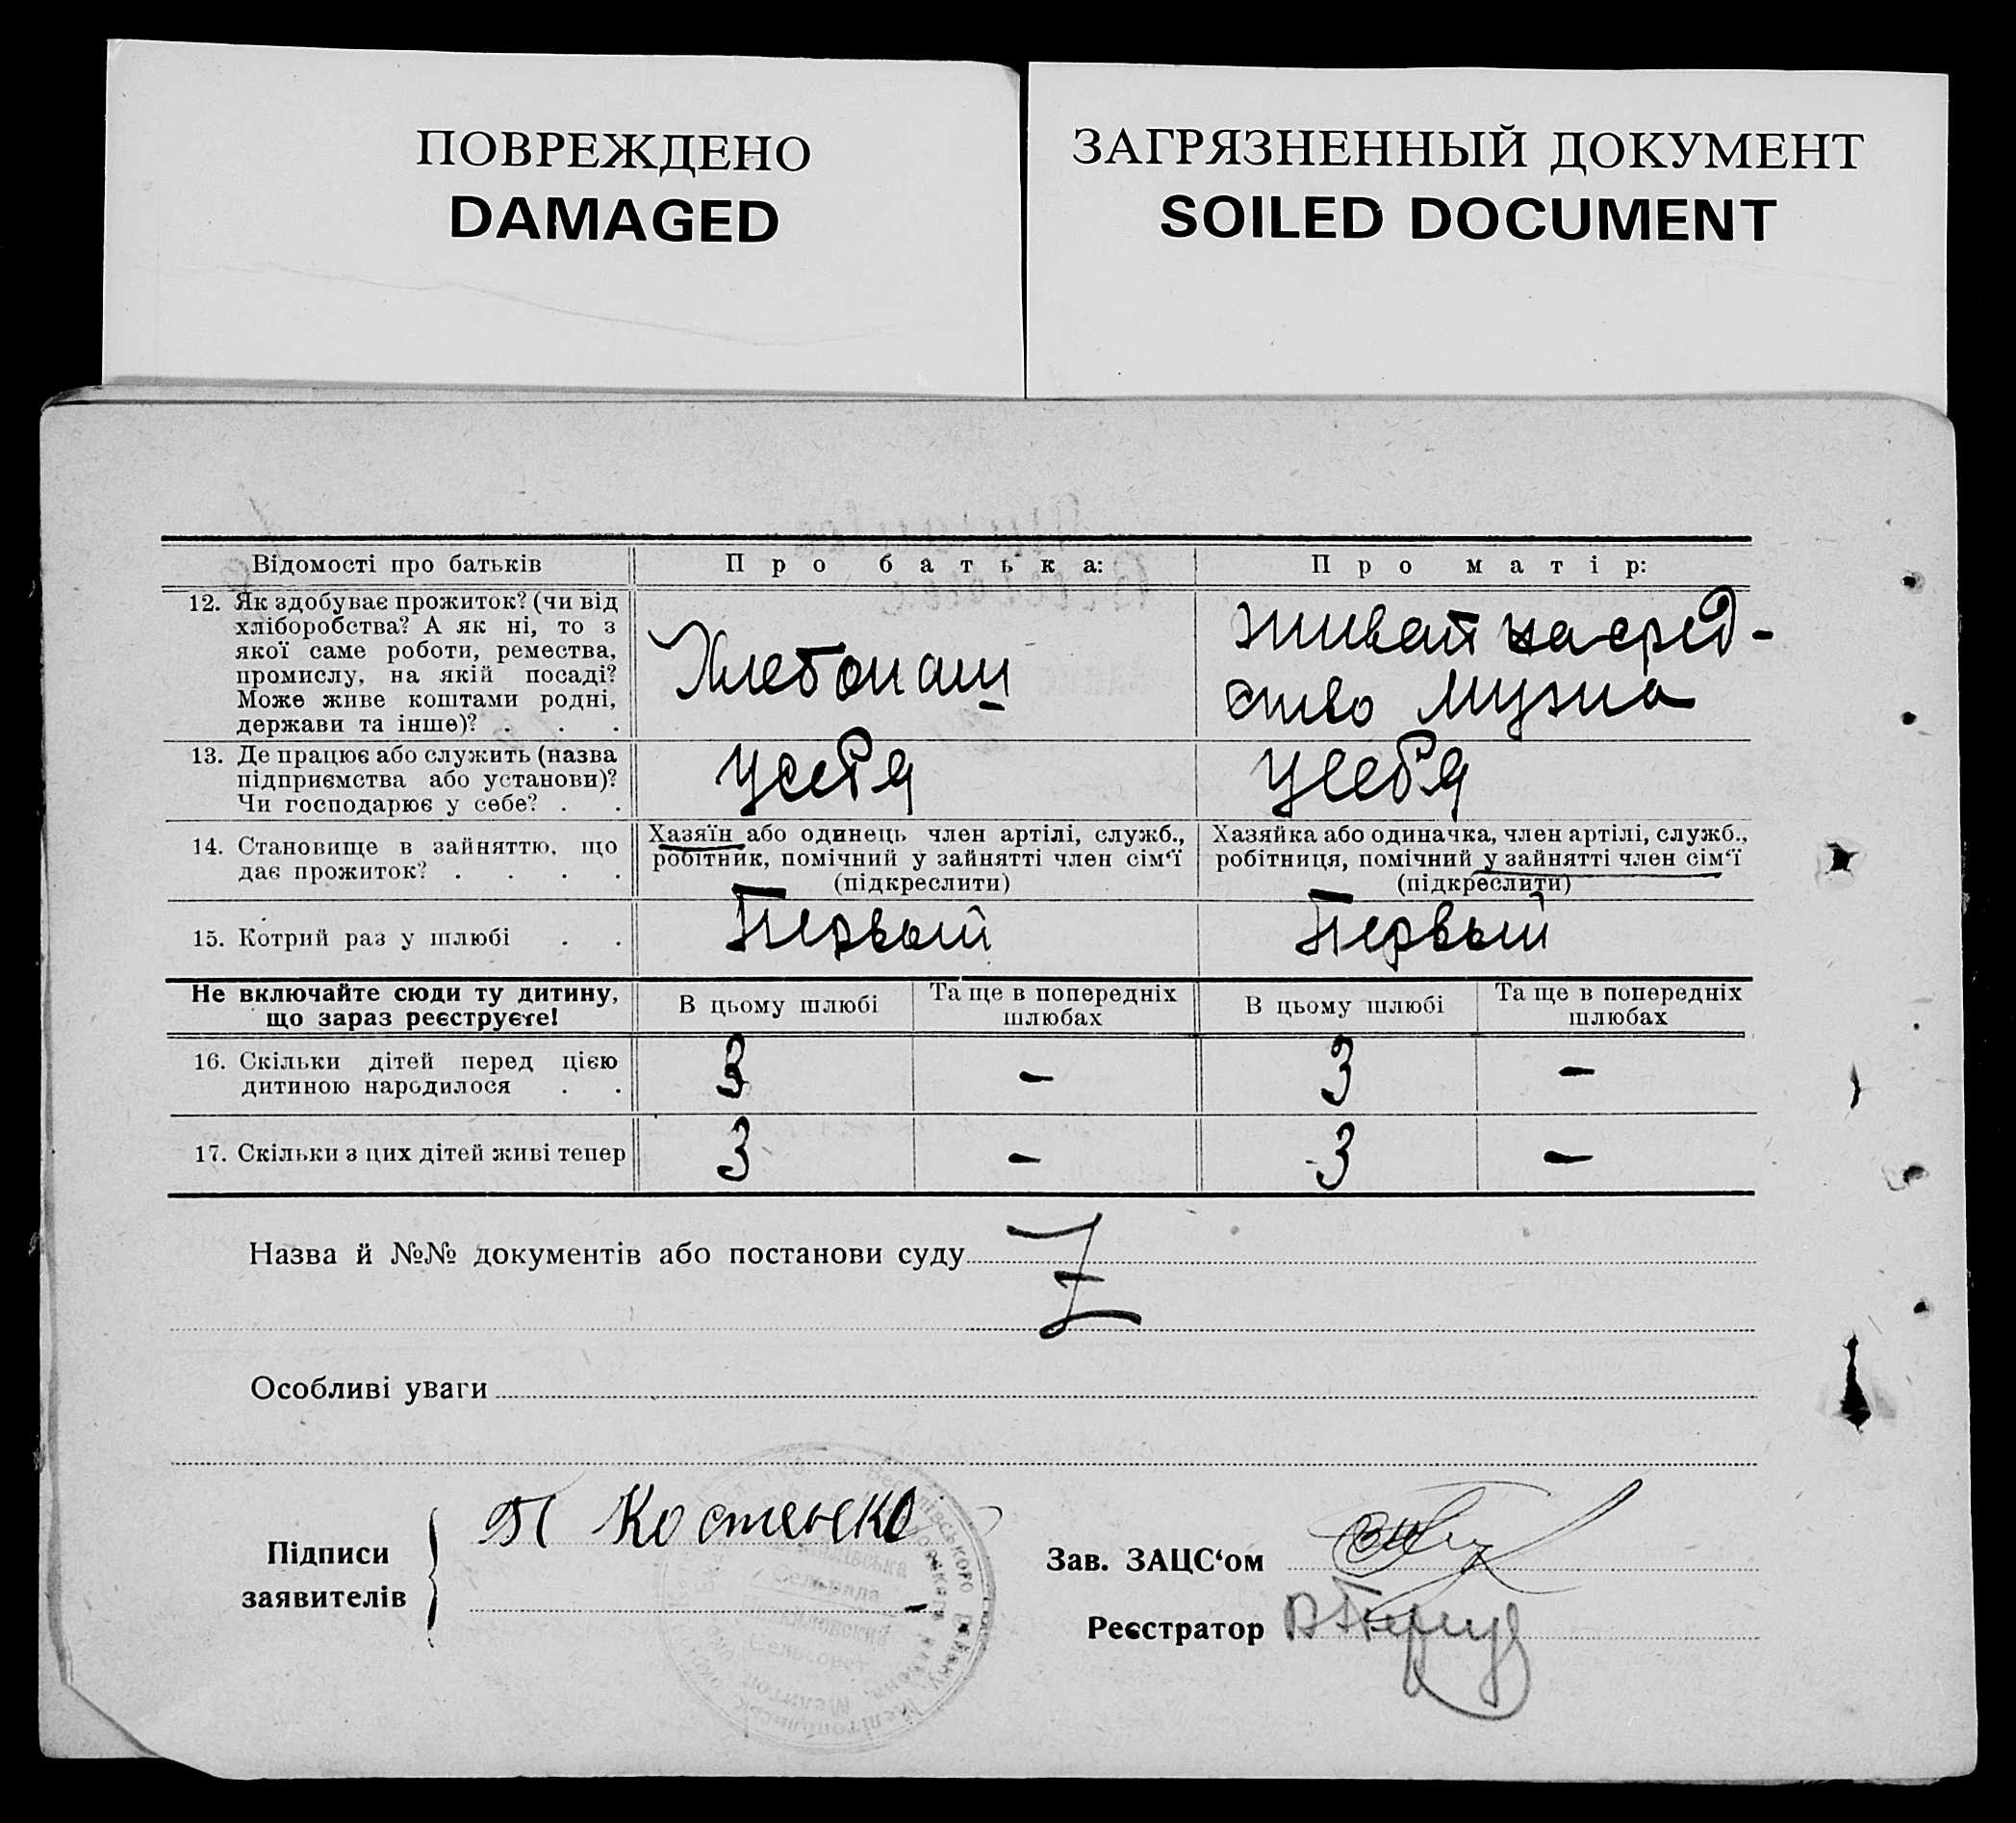 ПОВРЕЖДЕНО
DAMAGED
ЗАГРЯЗНЕННЫЙ ДОКУМЕНТ
SOILED DOCUMENT
Відомості про батьків
Про батька:
Про матір:
12. Як здобуває прожиток? (чи від
хліборобства? А як ні, то з
якої саме роботи, ремества,
промислу, на якій посаді?
Може живе коштами родні,
держави та інше)? . . .
Хлебопаш
живат на сред-
ство мужа
13. Де працює або служить (назва
підприємства або установи)?
Чи господарює у себе? . .
у себя
у себя
14. Становище в зайняттю, що
дає прожиток? . . . .
Хазяїн або одинець член артілі, служб.,
робітник, помічний у зайнятті член сім‘ї
(підкреслити)
Хазяйка або одиначка, член артілі, служб.,
робітниця, помічний у зайнятті член сім‘ї
(підкреслити)
15. Котрий раз у шлюбі . .
Первый
Первый
Не включайте сюди ту дитину,
що зараз реєструєте!
В цьому шлюбі
Та ще в попередніх
шлюбах
В цьому шлюбі
Та ще в попередніх
шлюбах
16. Скільки дітей перед цією
дитиною народилося . .
3
-
3
-
17. Скільки з цих дітей живі тепер
3
-
3
-
Назва й №№ документів або постанови суду
Особливі уваги
Підписи
заявителів
П Костенко
Зав. ЗАЦС‘ом
Реєстратор
Сельрада
Сельсовет